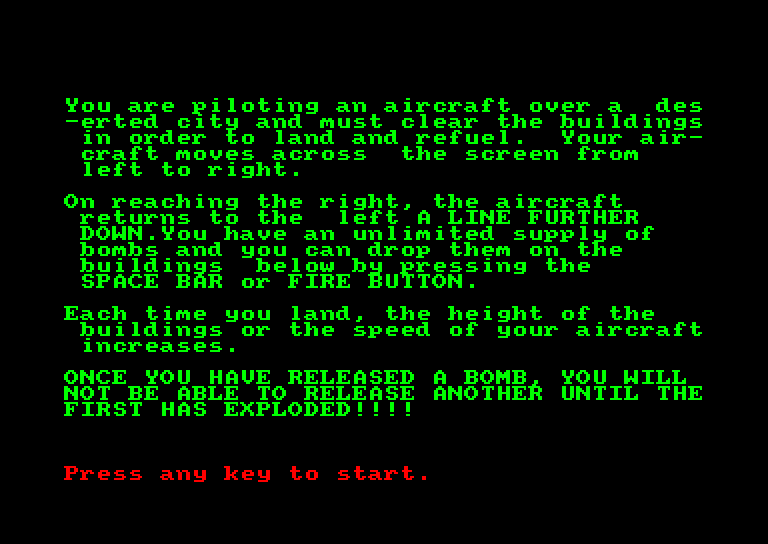 You are piloting an aircraft over a  des
-erted city and must clear the buildings
in order to land and refuel.  Your air-
craft moves across  the screen from
left to right.
On reaching the right, the aircraft
returns to the  left A LINE FURTHER
DOWN.You have an unlimited supply of
bombs and you can drop them on the
buildings  below by pressing the
SPACE BAR or FIRE BUTTON.
Each time you land, the height of the
buildings or the speed of your aircraft
increases.
ONCE YOU HAVE RELEASED A BOMB, YOU WILL
NOT BE ABLE TO RELEASE ANOTHER UNTIL THE
FIRST HAS EXPLODED!!!!
Press any key to start.